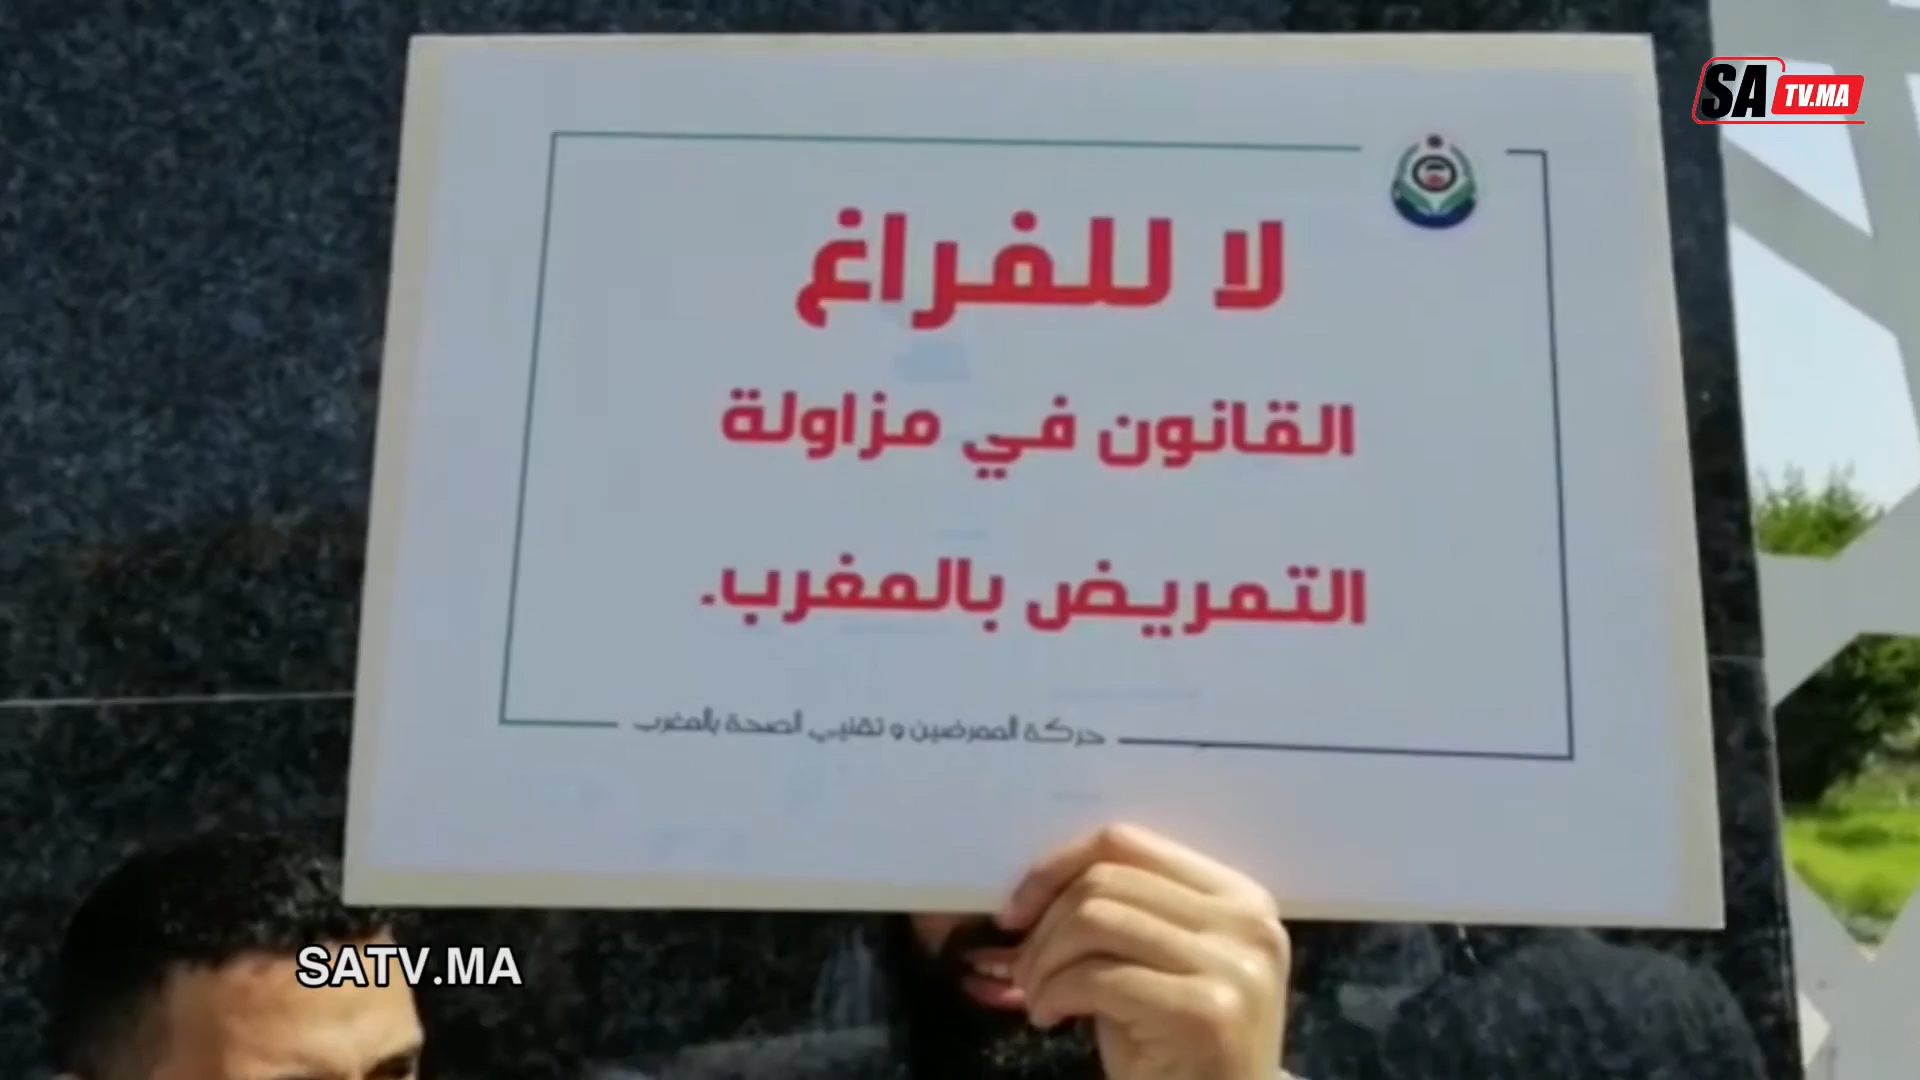 SA TV.MA
لا للفراغ
القانون في مزاولة
التمريض بالمغرب.
حركة الممرضين و تقنيي الصحة بالمغرب
SATV.MA